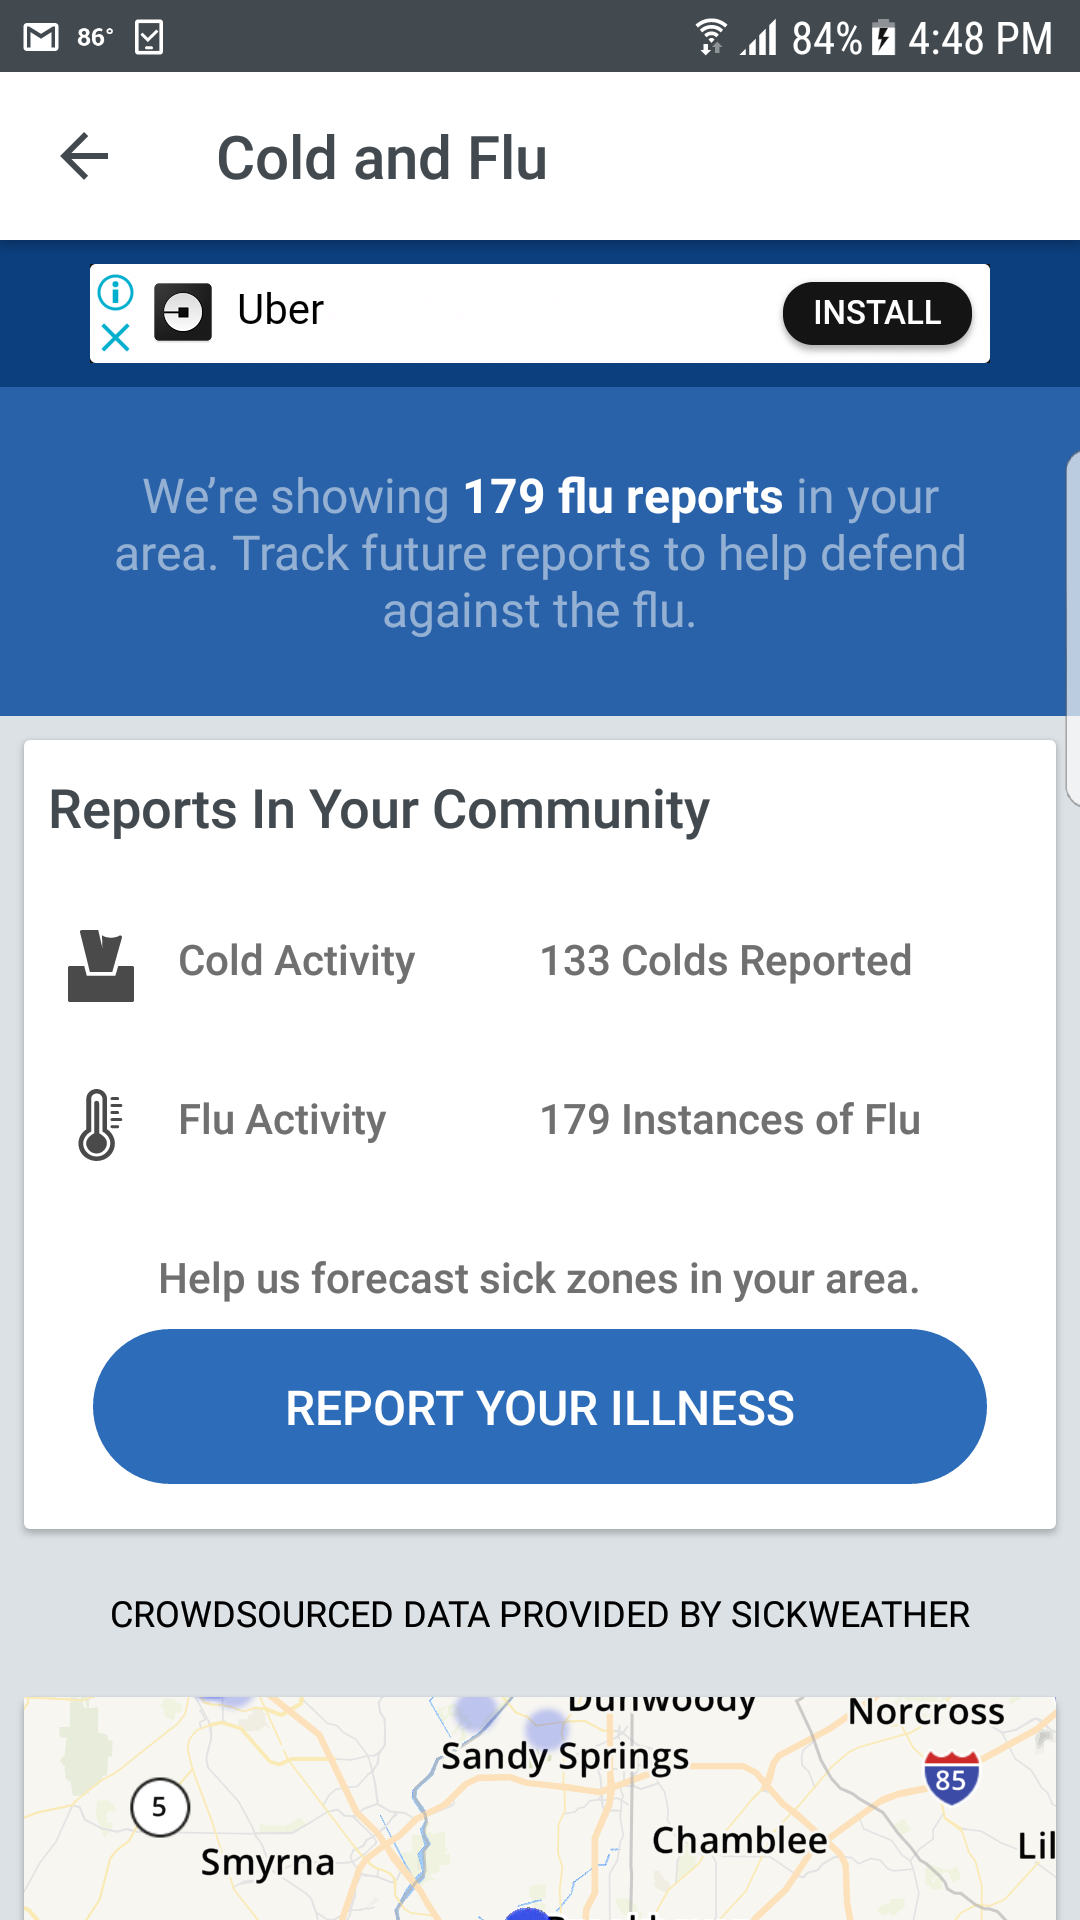 86° 84% 4:48 PM
Cold and Flu
Uber INSTALL
We’re showing 179 flu reports in your
area. Track future reports to help defend
against the flu.
Reports In Your Community
Cold Activity 133 Colds Reported
Flu Activity 179 Instances of Flu
Help us forecast sick zones in your area.
REPORT YOUR ILLNESS
CROWDSOURCED DATA PROVIDED BY SICKWEATHER
Dunwoody
Norcross
Sandy Springs
85
5
Chamblee
Lil
Smyrna